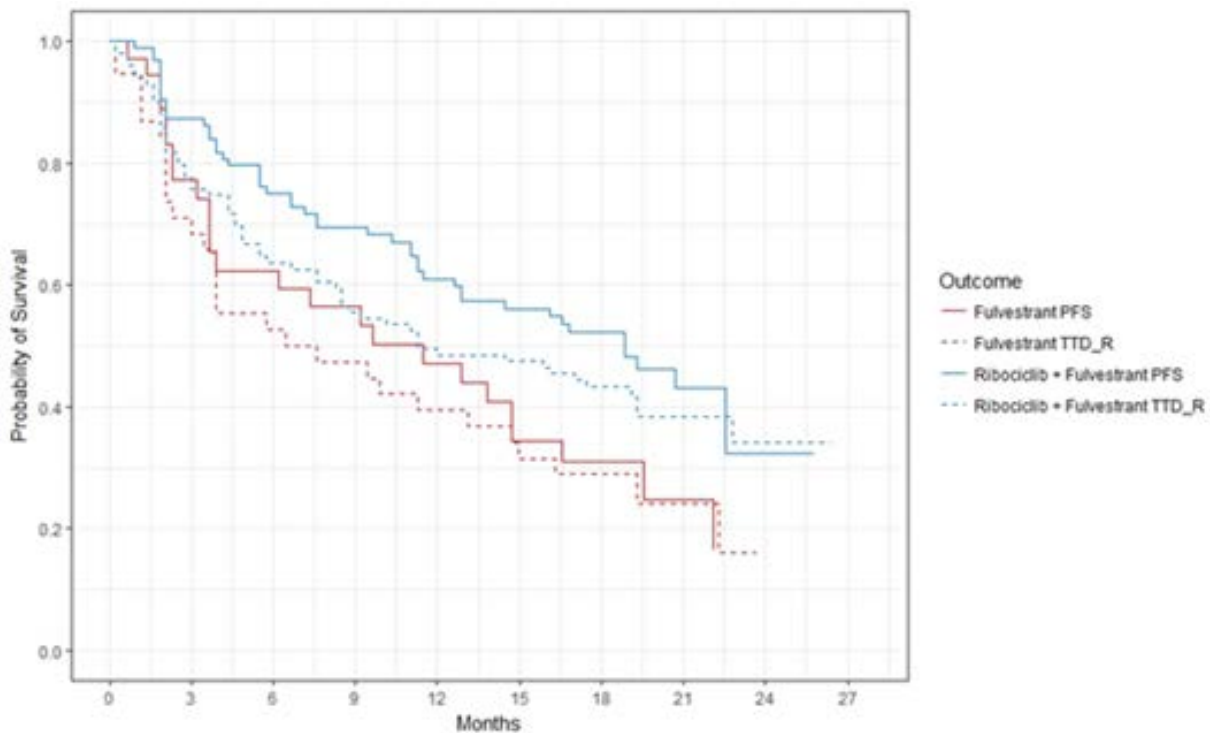 Probability of Survival
1.0
0.8
0.6
0.4
0.2
0.0
0 3 6 9 12 15 18 21 24 27
Months
Outcome
Fulvestrant PFS
Fulvestrant TTD_R
Ribociclib + Fulvestrant PFS
Ribociclib + Fulvestrant TTD_R